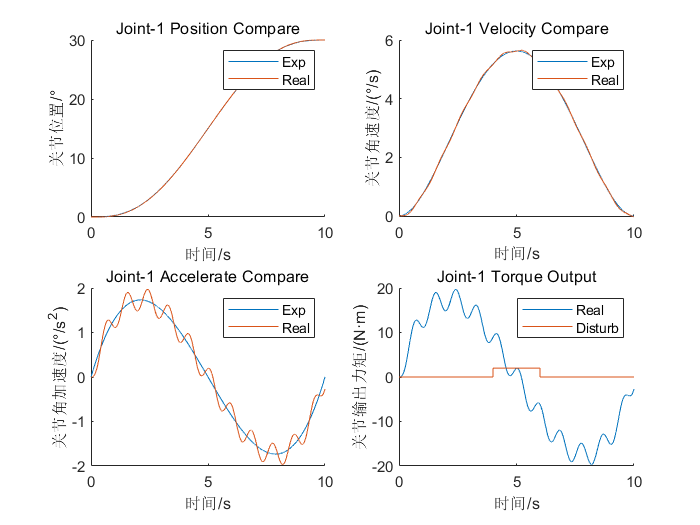 Joint-1 Position Compare
30
20
10
0
0
5
10
关节位置/°
时间/s
Exp
Real
Joint-1 Velocity Compare
6
4
2
0
0
5
10
关节角速度/(°/s)
时间/s
Exp
Real
Joint-1 Accelerate Compare
2
1
0
-1
-2
0
5
10
关节角加速度/(°/s²)
时间/s
Exp
Real
Joint-1 Torque Output
20
10
0
-10
-20
0
5
10
关节输出力矩/(N·m)
时间/s
Real
Disturb